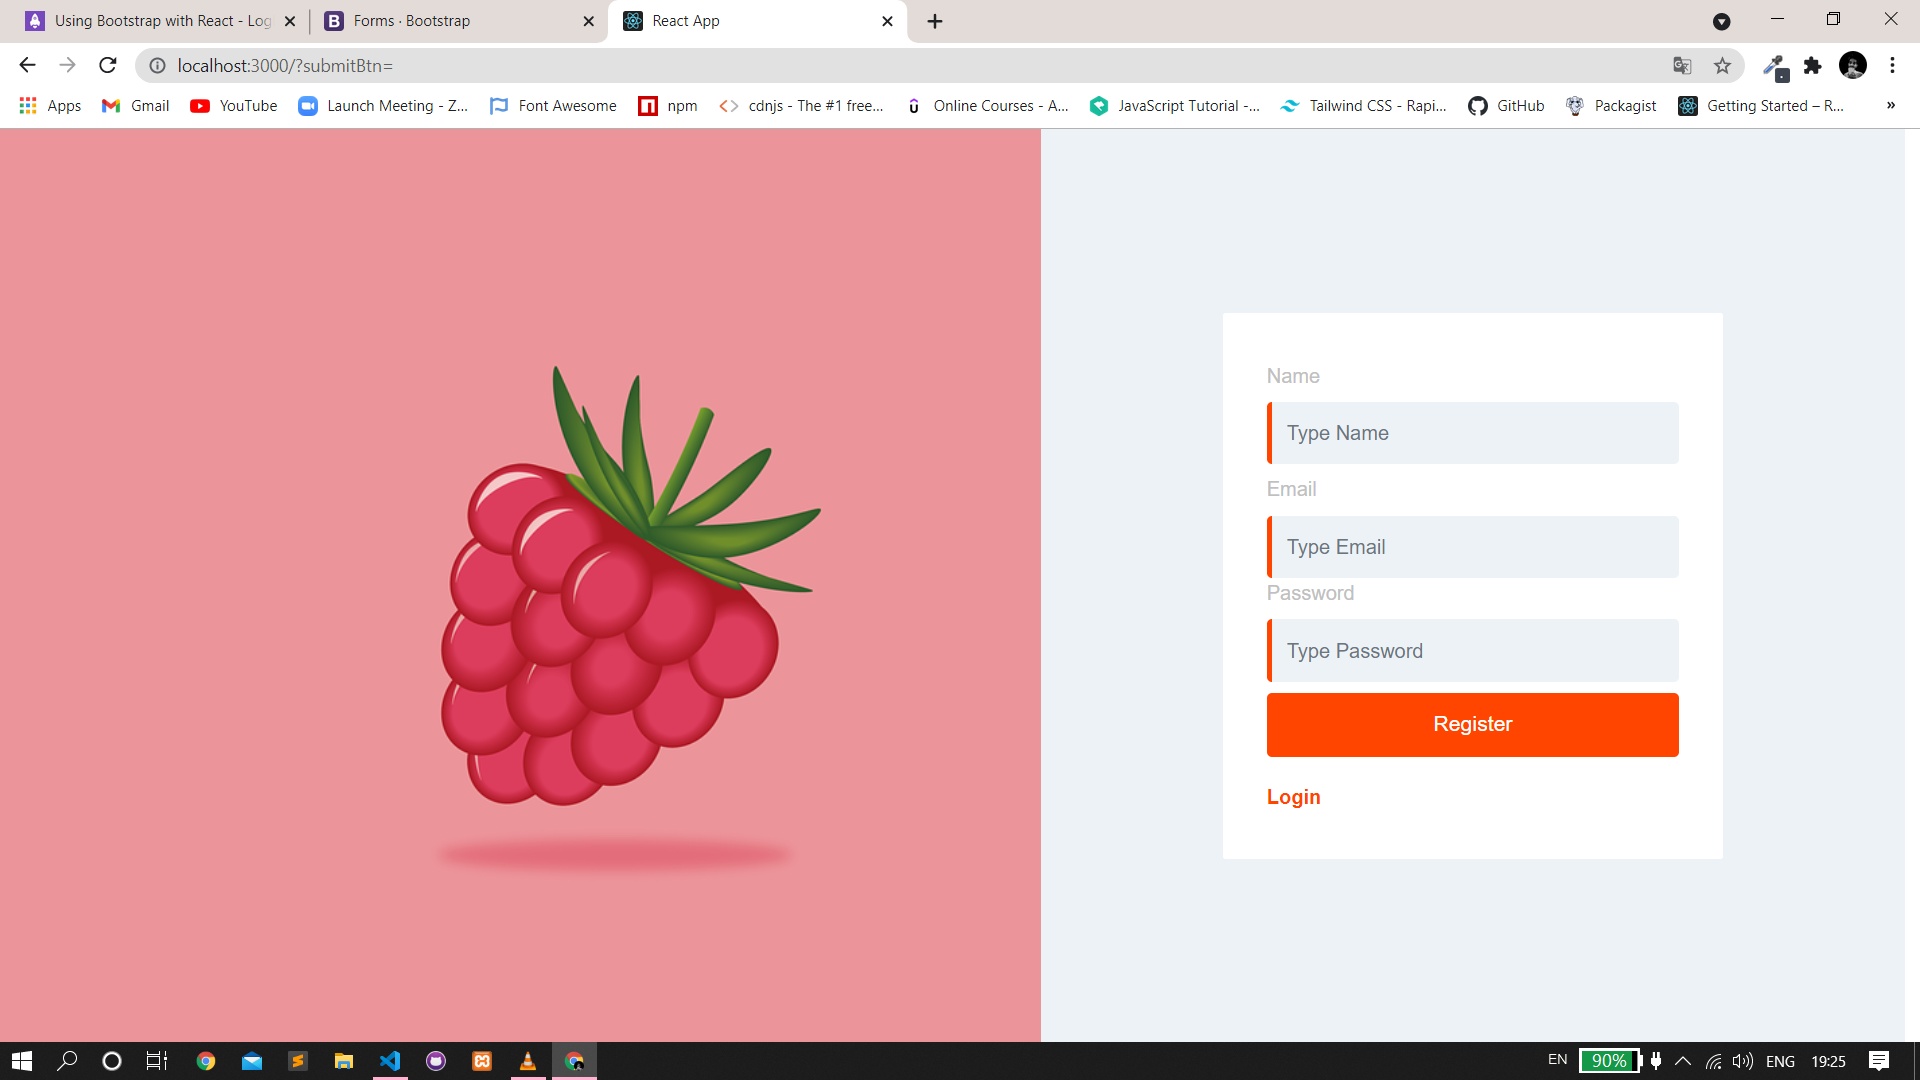 Using Bootstrap with React - Log
Forms · Bootstrap
React App
localhost:3000/?submitBtn=
Apps
Gmail
YouTube
Launch Meeting - Z...
Font Awesome
npm
cdnjs - The #1 free...
Online Courses - A...
JavaScript Tutorial -...
Tailwind CSS - Rapi...
GitHub
Packagist
Getting Started – R...
»
Name
Type Name
Email
Type Email
Password
Type Password
Register
Login
EN
90%
ENG
19:25